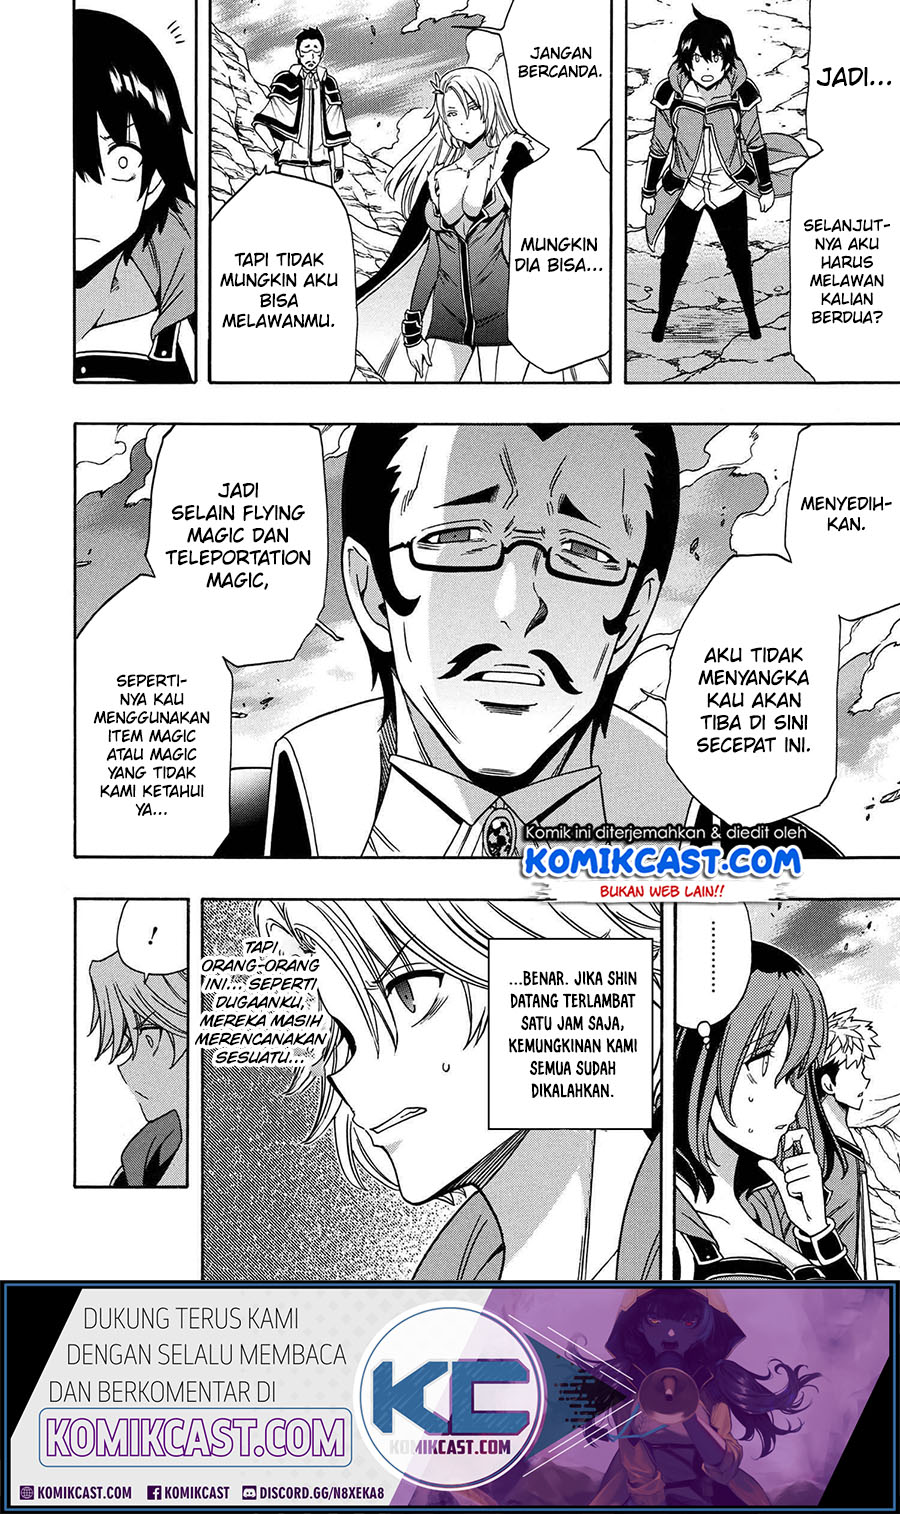 JADI...
SELANJUT-
NYA AKU
HARUS
MELAWAN
KALIAN
BERDUA?
JANGAN
BERCANDA.
MUNGKIN
DIA BISA...
TAPI TIDAK
MUNGKIN AKU
BISA
MELAWANMU.
MENYEDIH-
KAN.
AKU TIDAK
MENYANGKA
KAU AKAN
TIBA DI SINI
SECEPAT INI.
JADI
SELAIN FLYING
MAGIC DAN
TELEPORTATION
MAGIC,
SEPERTI-
NYA KAU
MENGGUNAKAN
ITEM MAGIC
ATAU MAGIC
YANG TIDAK
KAMI KETAHUI
YA...
Komik ini diterjemahkan & diedit oleh
KOMIKCAST.COM
BUKAN WEB LAIN!!
..........
...BENAR. JIKA SHIN
DATANG TERLAMBAT
SATU JAM SAJA,
KEMUNGKINAN KAMI
SEMUA SUDAH
DIKALAHKAN.
TAPI
ORANG-ORANG
INI... SEPERTI
DUGAANKU,
MEREKA MASIH
MERENCANAKAN
SESUATU...
!
DUKUNG TERUS KAMI
DENGAN SELALU MEMBACA
DAN BERKOMENTAR DI
KOMIKCAST.COM
KC
KOMIKCAST.COM
KOMIKCAST.COM KOMIKCAST DISCORD.GG/N8XEKA8